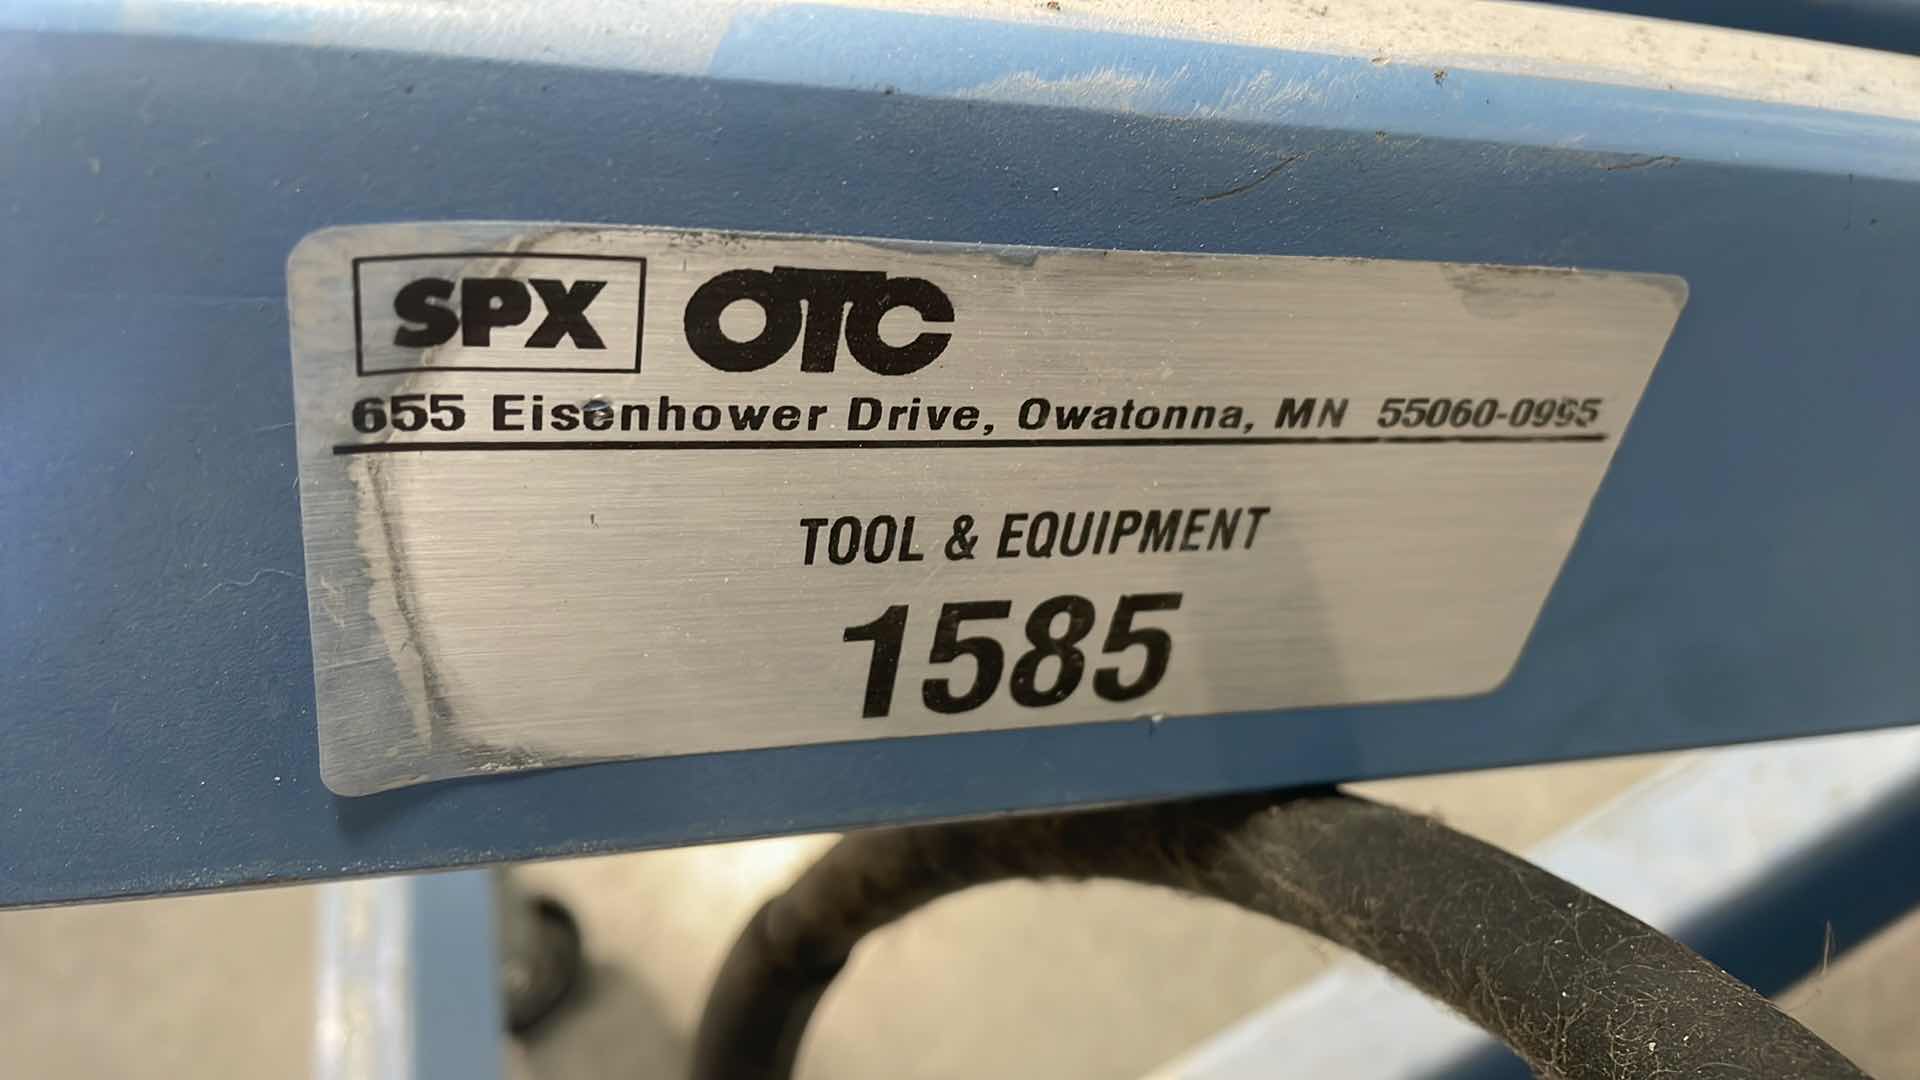 SPX OTC
655 Eisenhower Drive, Owatonna, MN 55060-0995
TOOL & EQUIPMENT
1585